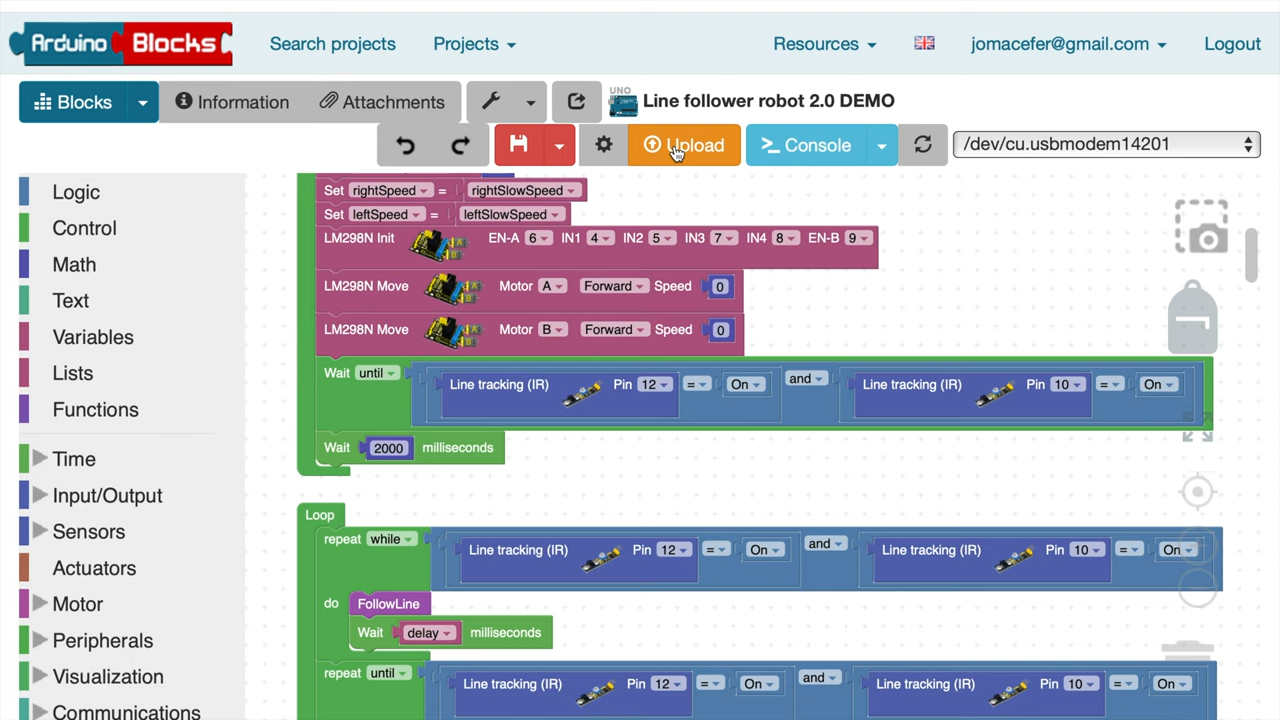 Arduino Blocks Search projects Projects Resources jomacefer@gmail.com Logout
Blocks Information Attachments UNO Line follower robot 2.0 DEMO
Upload >_ Console /dev/cu.usbmodem14201
Logic
Control
Math
Text
Variables
Lists
Functions
Time
Input/Output
Sensors
Actuators
Motor
Peripherals
Visualization
Communications
Set rightSpeed = rightSlowSpeed
Set leftSpeed = leftSlowSpeed
LM298N Init EN-A 6 IN1 4 IN2 5 IN3 7 IN4 8 EN-B 9
LM298N Move Motor A Forward Speed 0
LM298N Move Motor B Forward Speed 0
Wait until Line tracking (IR) Pin 12 = On and Line tracking (IR) Pin 10 = On
Wait 2000 milliseconds
Loop
repeat while Line tracking (IR) Pin 12 = On and Line tracking (IR) Pin 10 = On
do FollowLine
Wait delay milliseconds
repeat until Line tracking (IR) Pin 12 = On and Line tracking (IR) Pin 10 = On